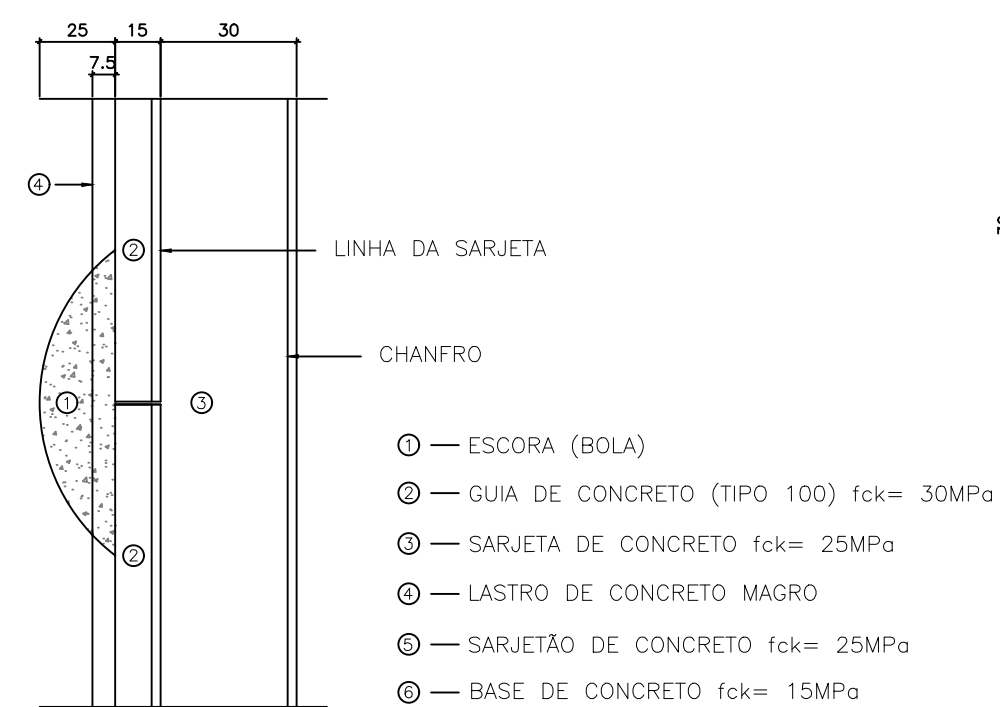 25 15 30
7.5
④
② LINHA DA SARJETA
CHANFRO
① ③
② 
① — ESCORA (BOLA)
② — GUIA DE CONCRETO (TIPO 100) fck= 30MPa
③ — SARJETA DE CONCRETO fck= 25MPa
④ — LASTRO DE CONCRETO MAGRO
⑤ — SARJETÃO DE CONCRETO fck= 25MPa
⑥ — BASE DE CONCRETO fck= 15MPa